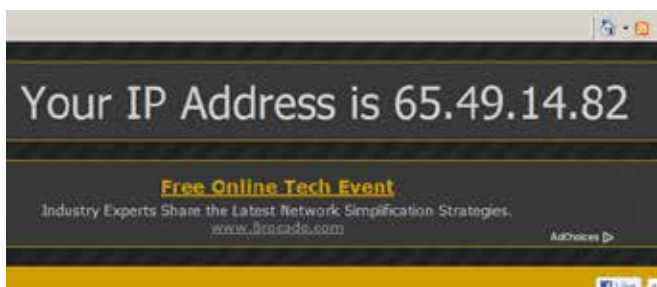 Your IP Address is 65.49.14.82
Free Online Tech Event
Industry Experts Share the Latest Network Simplification Strategies.
www.Brocade.com
AdChoices
Like